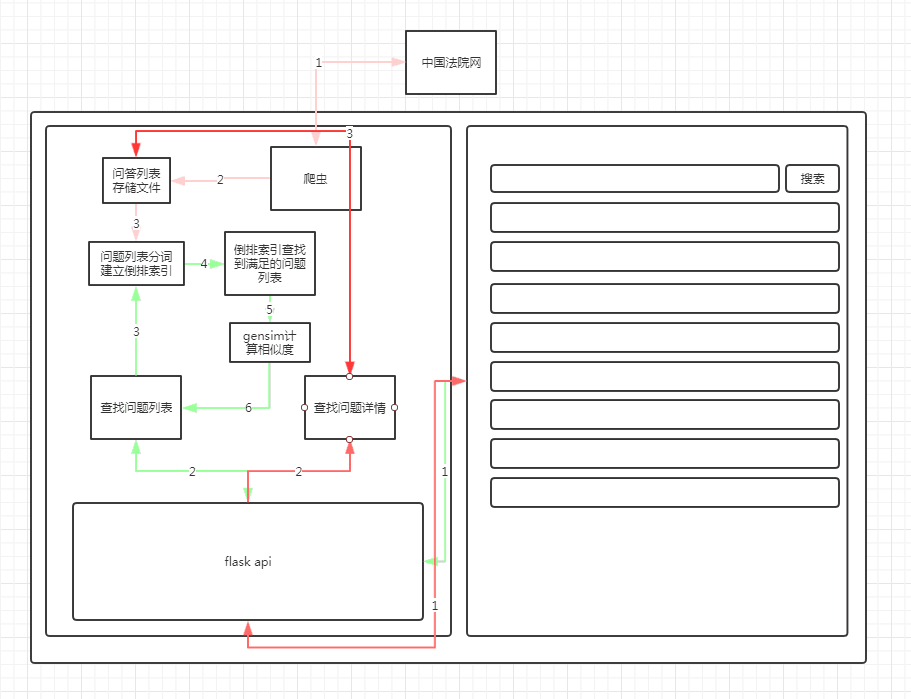 中国法院网
1
3
问答列表
存储文件
2
爬虫
搜索
3
问题列表分词
建立倒排索引
4
倒排索引查找
到满足的问题
列表
5
3
gensim计
算相似度
查找问题列表
6
查找问题详情
2
2
1
flask api
1